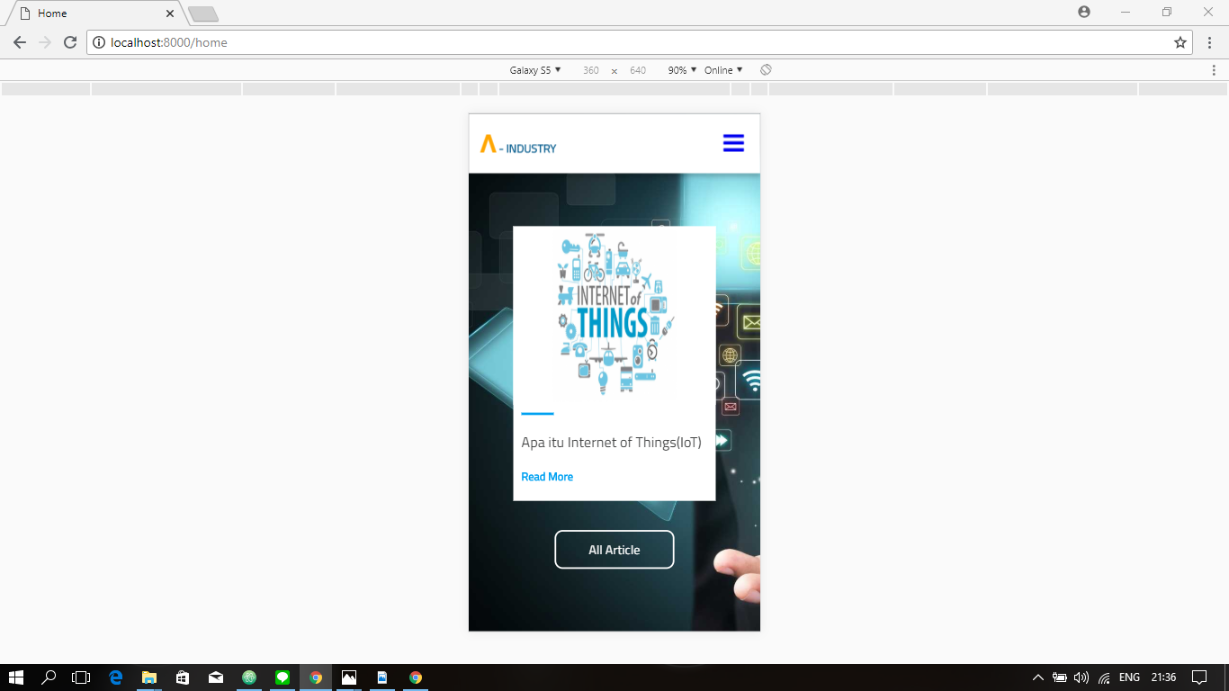 Home
localhost:8000/home
Galaxy S5 360 x 640 90% Online
Λ - INDUSTRY
INTERNET of
THINGS
Apa itu Internet of Things(IoT)
Read More
All Article
ENG 21:36